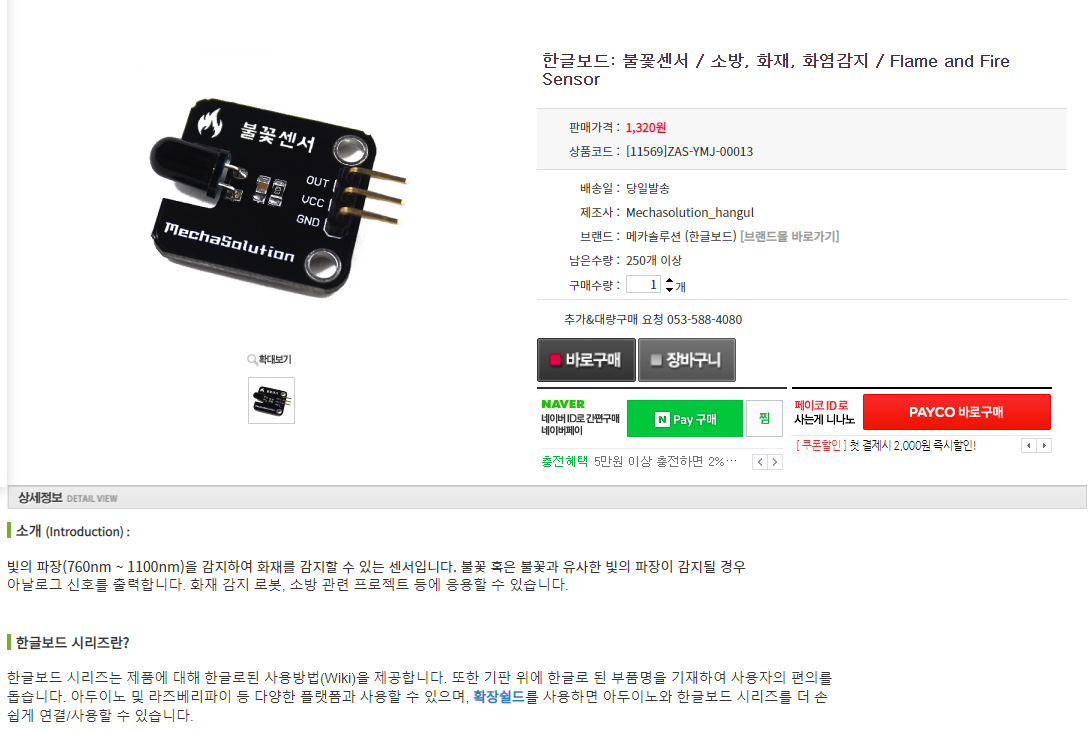 불꽃센서
OUT
VCC
GND
MechaSolution
확대보기
한글보드: 불꽃센서 / 소방, 화재, 화염감지 / Flame and Fire
Sensor
판매가격 : 1,320원
상품코드 : [11569]ZAS-YMJ-00013
배송일 : 당일발송
제조사 : Mechasolution_hangul
브랜드 : 메카솔루션 (한글보드) [브랜드몰 바로가기]
남은수량 : 250개 이상
구매수량 : 1 개
추가&대량구매 요청 053-588-4080
바로구매 장바구니
NAVER
네이버 ID로 간편구매
네이버페이
N Pay 구매 찜
충전혜택 5만원 이상 충전하면 2%···
페이코 ID로
사는게 니나노
PAYCO 바로구매
[ 쿠폰할인 ] 첫 결제시 2,000원 즉시할인!
상세정보 DETAIL VIEW
소개 (Introduction) :
빛의 파장(760nm ~ 1100nm)을 감지하여 화재를 감지할 수 있는 센서입니다. 불꽃 혹은 불꽃과 유사한 빛의 파장이 감지될 경우
아날로그 신호를 출력합니다. 화재 감지 로봇, 소방 관련 프로젝트 등에 응용할 수 있습니다.
한글보드 시리즈란?
한글보드 시리즈는 제품에 대해 한글로된 사용방법(Wiki)을 제공합니다. 또한 기판 위에 한글로 된 부품명을 기재하여 사용자의 편의를
돕습니다. 아두이노 및 라즈베리파이 등 다양한 플랫폼과 사용할 수 있으며, 확장쉴드를 사용하면 아두이노와 한글보드 시리즈를 더 손
쉽게 연결/사용할 수 있습니다.